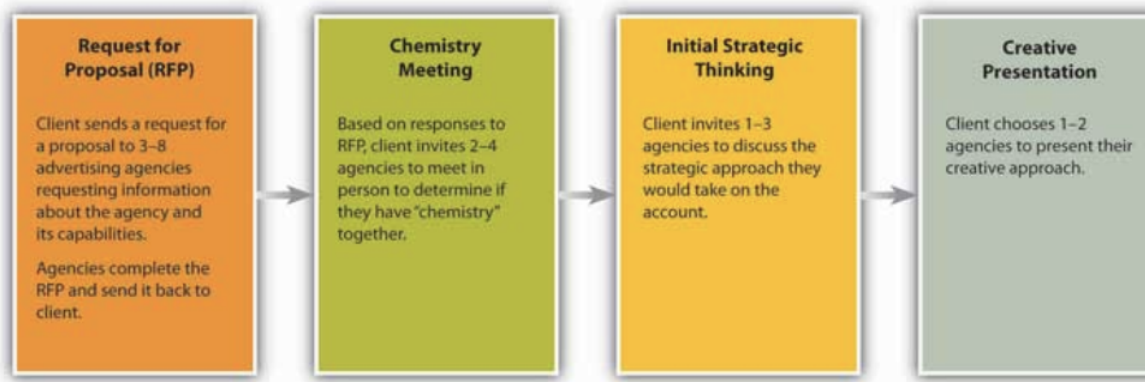 Request for
Proposal (RFP)
Client sends a request for
a proposal to 3–8
advertising agencies
requesting information
about the agency and
its capabilities.
Agencies complete the
RFP and send it back to
client.
Chemistry
Meeting
Based on responses to
RFP, client invites 2–4
agencies to meet in
person to determine if
they have "chemistry"
together.
Initial Strategic
Thinking
Client invites 1–3
agencies to discuss the
strategic approach they
would take on the
account.
Creative
Presentation
Client chooses 1–2
agencies to present their
creative approach.